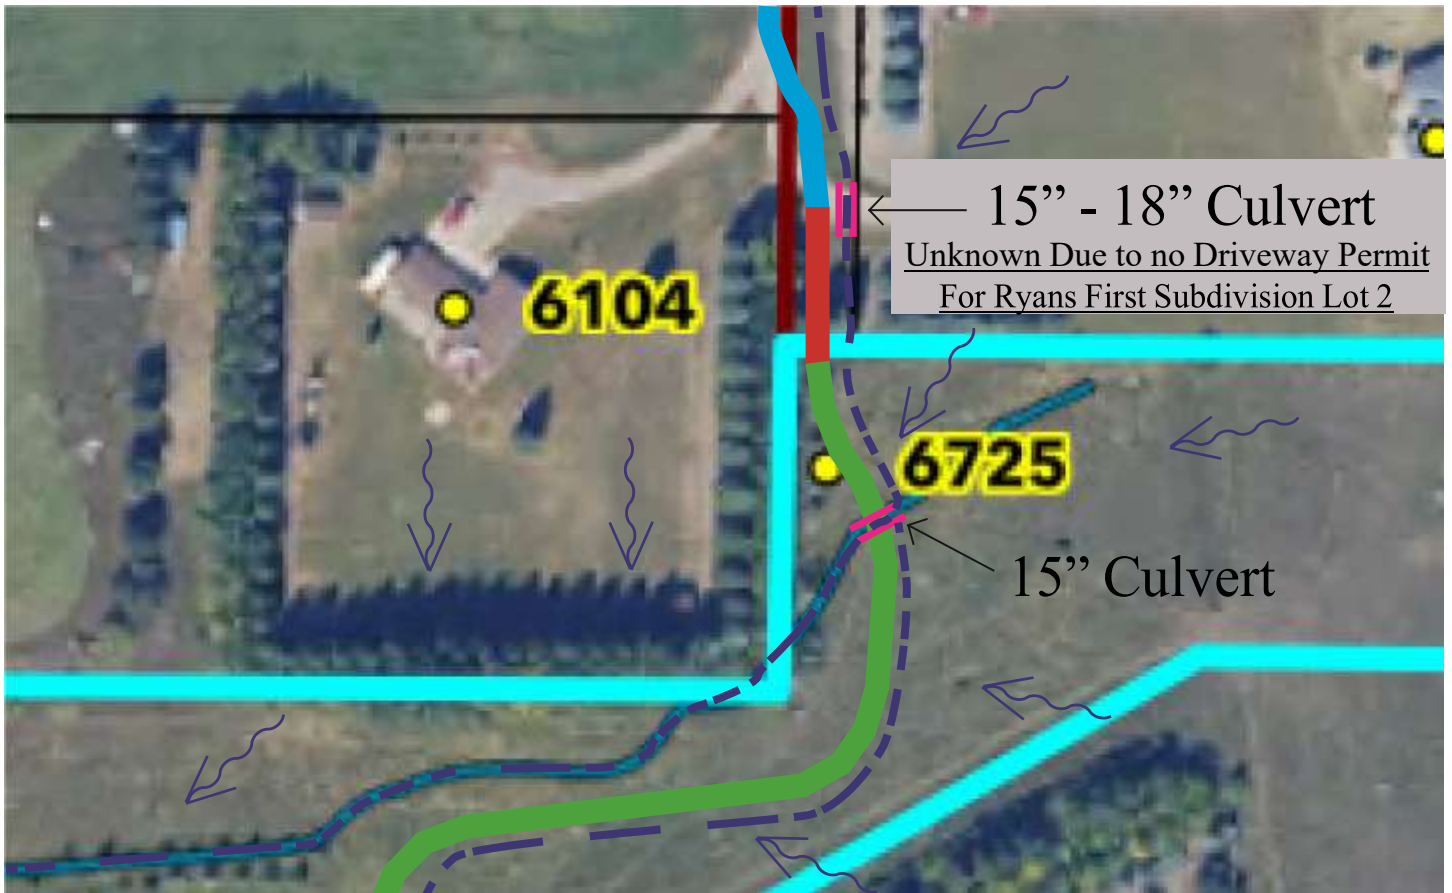 15” - 18” Culvert
Unknown Due to no Driveway Permit
For Ryans First Subdivision Lot 2
6104
6725
15” Culvert